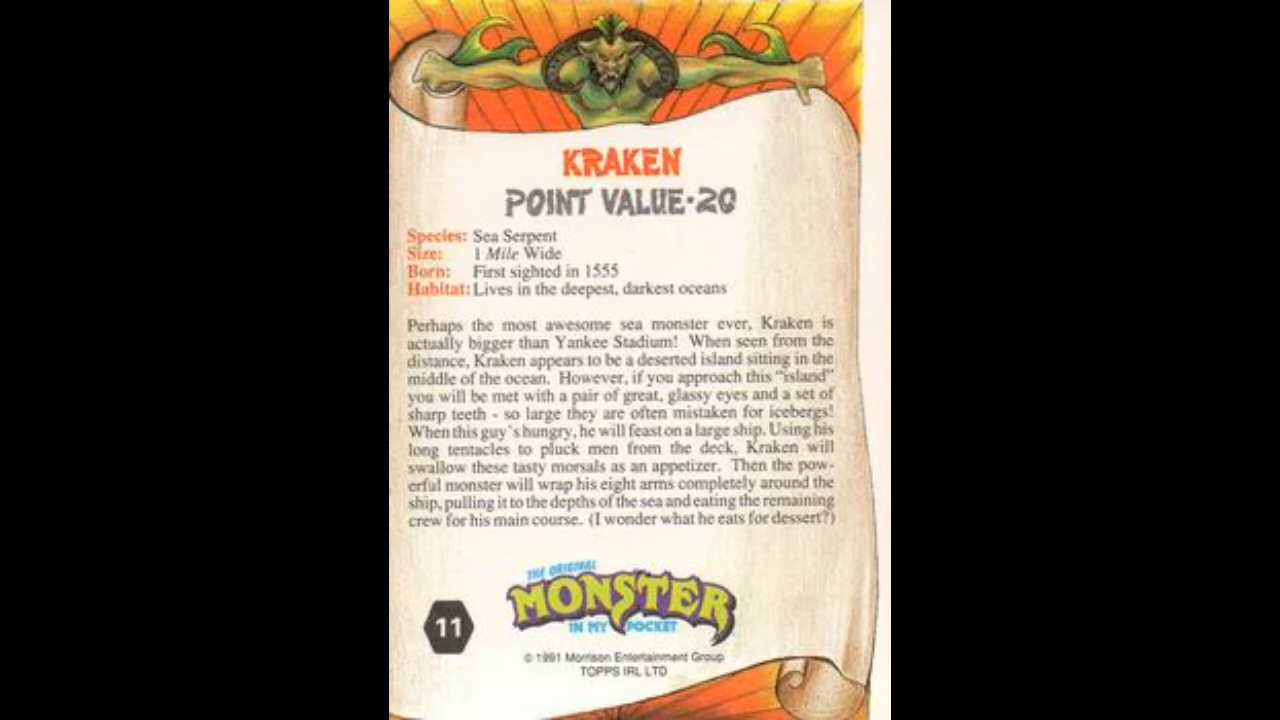 KRAKEN
POINT VALUE·20
Species: Sea Serpent
Size: 1 Mile Wide
Born: First sighted in 1555
Habitat: Lives in the deepest, darkest oceans
Perhaps the most awesome sea monster ever, Kraken is
actually bigger than Yankee Stadium! When seen from the
distance, Kraken appears to be a deserted island sitting in the
middle of the ocean. However, if you approach this “island”
you will be met with a pair of great, glassy eyes and a set of
sharp teeth - so large they are often mistaken for icebergs!
When this guy's hungry, he will feast on a large ship. Using his
long tentacles to pluck men from the deck, Kraken will
swallow these tasty morsals as an appetizer. Then the pow-
erful monster will wrap his eight arms completely around the
ship, pulling it to the depths of the sea and eating the remaining
crew for his main course. (I wonder what he eats for dessert?)
THE ORIGINAL
MONSTER
IN MY POCKET
11
© 1991 Morrison Entertainment Group
TOPPS IRL LTD